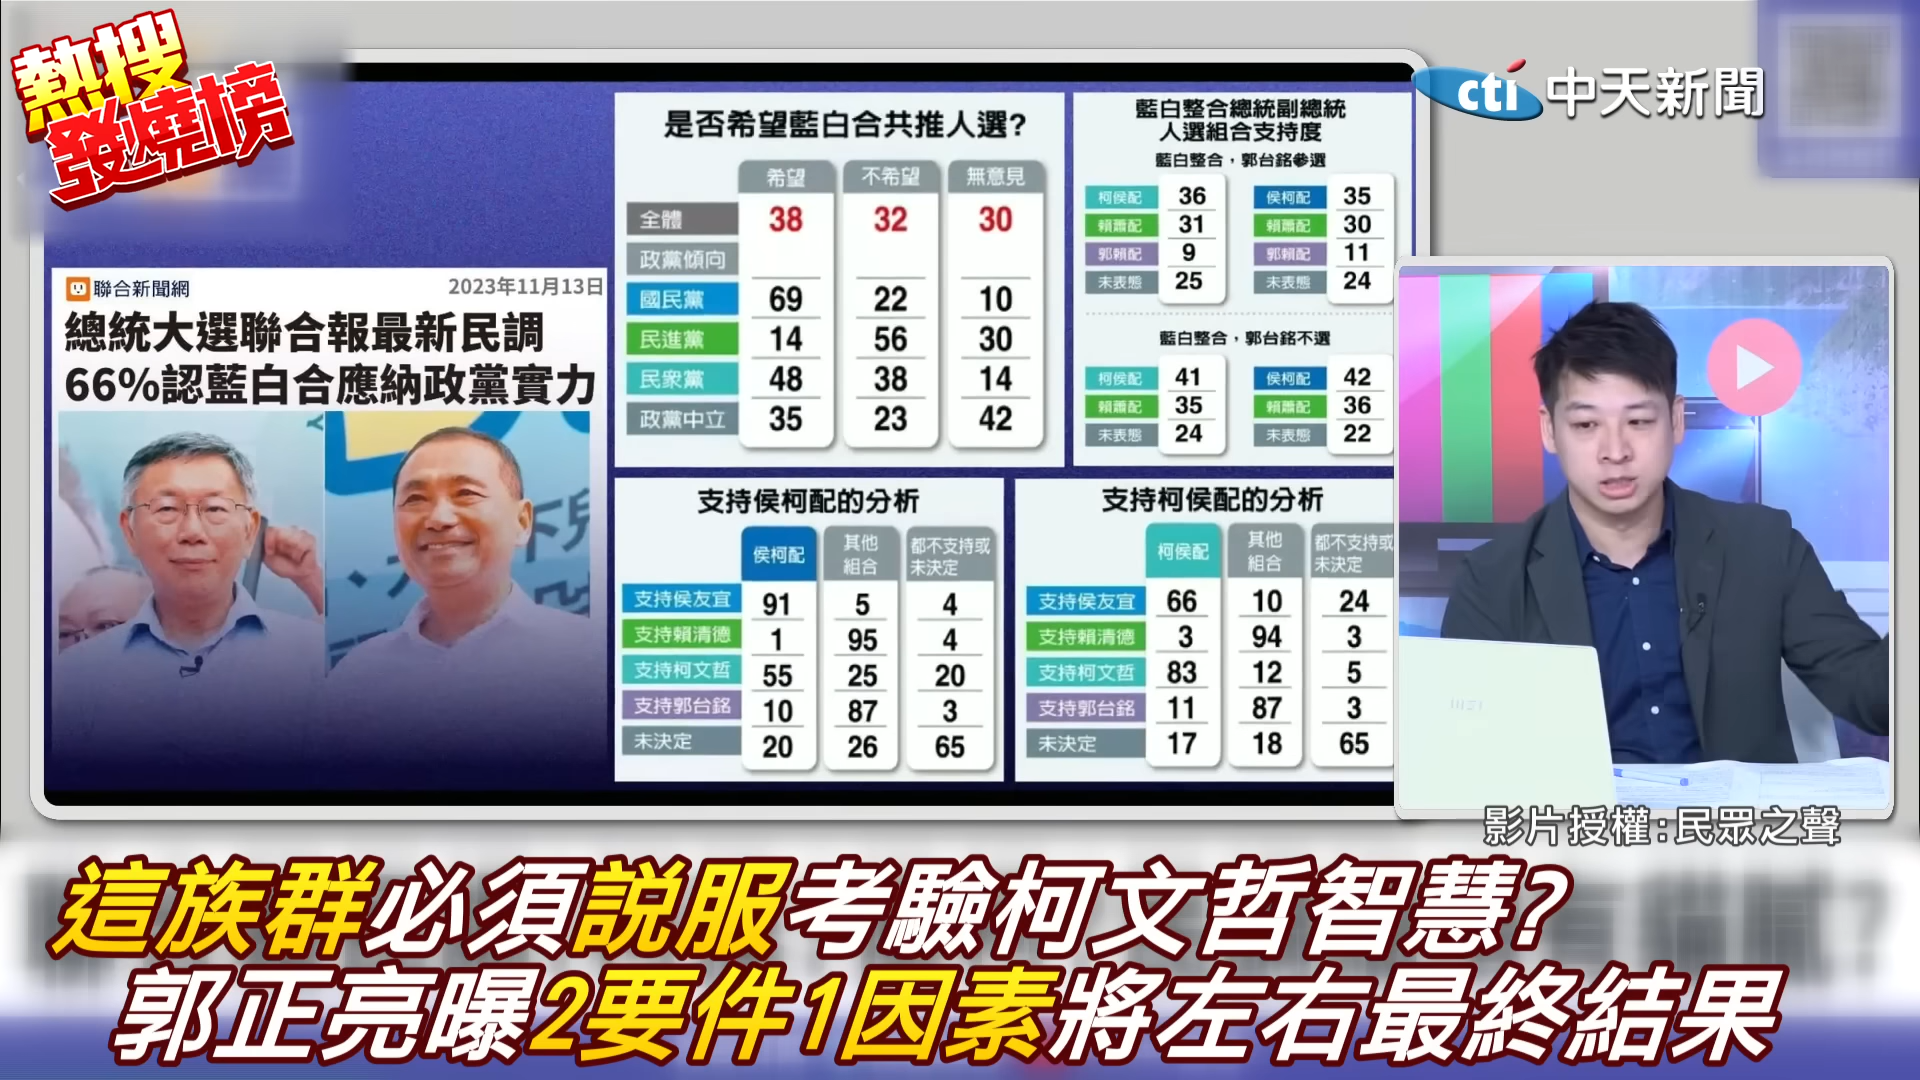 熱搜
發燒榜
cti 中天新聞
聯合新聞網
2023年11月13日
總統大選聯合報最新民調
66%認藍白合應納政黨實力
是否希望藍白合共推人選?
希望 不希望 無意見
全體 38 32 30
政黨傾向
國民黨 69 22 10
民進黨 14 56 30
民眾黨 48 38 14
政黨中立 35 23 42
藍白整合總統副總統
人選組合支持度
藍白整合，郭台銘參選
柯侯配 36 侯柯配 35
賴蕭配 31 賴蕭配 30
郭賴配 9 郭賴配 11
未表態 25 未表態 24
藍白整合，郭台銘不選
柯侯配 41 侯柯配 42
賴蕭配 35 賴蕭配 36
未表態 24 未表態 22
支持侯柯配的分析
侯柯配 其他組合 都不支持或未決定
支持侯友宜 91 5 4
支持賴清德 1 95 4
支持柯文哲 55 25 20
支持郭台銘 10 87 3
未決定 20 26 65
支持柯侯配的分析
柯侯配 其他組合 都不支持或未決定
支持侯友宜 66 10 24
支持賴清德 3 94 3
支持柯文哲 83 12 5
支持郭台銘 11 87 3
未決定 17 18 65
影片授權:民眾之聲
這族群必須說服考驗柯文哲智慧?
郭正亮曝2要件1因素將左右最終結果